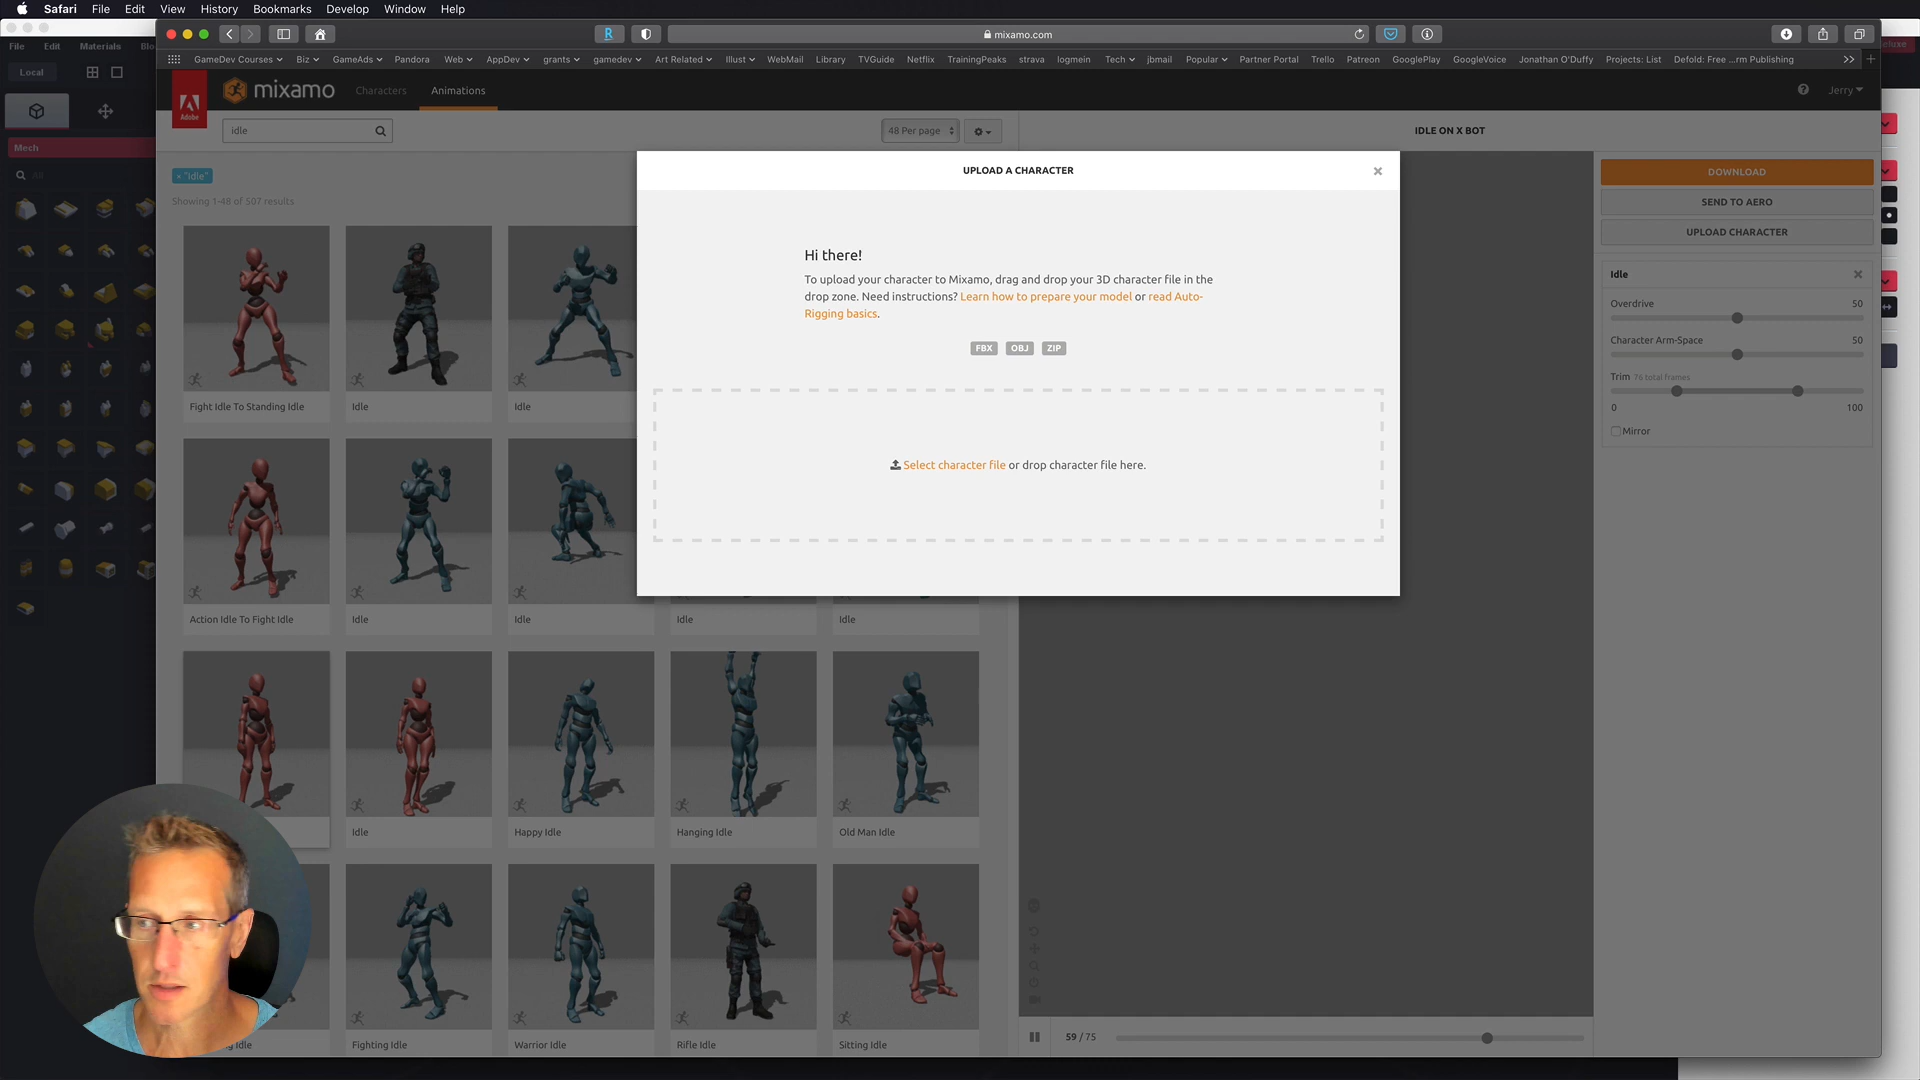 Safari File Edit View History Bookmarks Develop Window Help
mixamo.com
GameDev Courses Biz GameAds Pandora Web AppDev grants gamedev Art Related Illust WebMail Library TVGuide Netflix TrainingPeaks strava logmein Tech jbmail Popular Partner Portal Trello Patreon GooglePlay GoogleVoice Jonathan O'Duffy Projects: List Defold: Free ...rm Publishing
File Edit Materials
Local
Mech
All
Adobe
mixamo Characters Animations
Jerry
idle
48 Per page
IDLE ON X BOT
× "idle"
Showing 1-48 of 507 results
UPLOAD A CHARACTER
Hi there!
To upload your character to Mixamo, drag and drop your 3D character file in the
drop zone. Need instructions? Learn how to prepare your model or read Auto-
Rigging basics.
FBX OBJ ZIP
Select character file or drop character file here.
DOWNLOAD
SEND TO AERO
UPLOAD CHARACTER
Idle
Overdrive 50
Character Arm-Space 50
Trim 76 total frames
0 100
Mirror
Fight Idle To Standing Idle Idle Idle
Action Idle To Fight Idle Idle Idle Idle Idle
Idle Happy Idle Hanging Idle Old Man Idle
Fighting Idle Warrior Idle Rifle Idle Sitting Idle
59 / 75